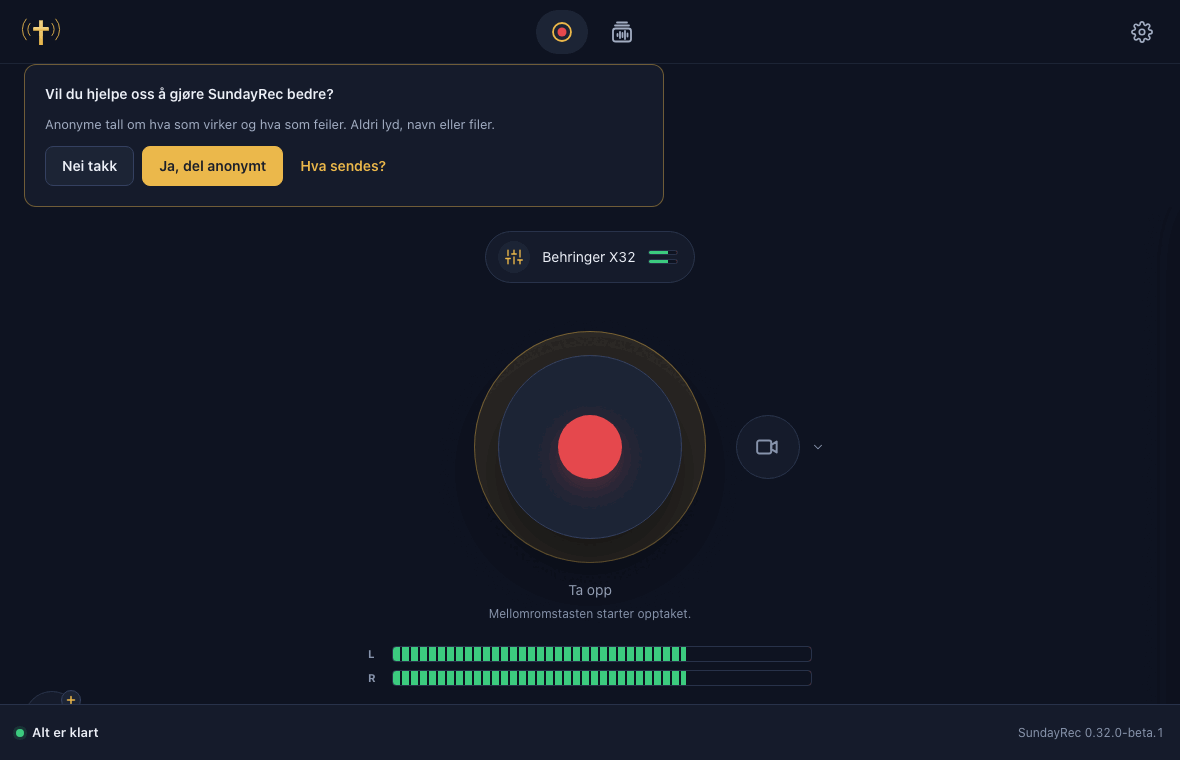 Vil du hjelpe oss å gjøre SundayRec bedre?
Anonyme tall om hva som virker og hva som feiler. Aldri lyd, navn eller filer.
Nei takk
Ja, del anonymt
Hva sendes?
Behringer X32
Ta opp
Mellomromstasten starter opptaket.
L
R
Alt er klart
SundayRec 0.32.0-beta.1